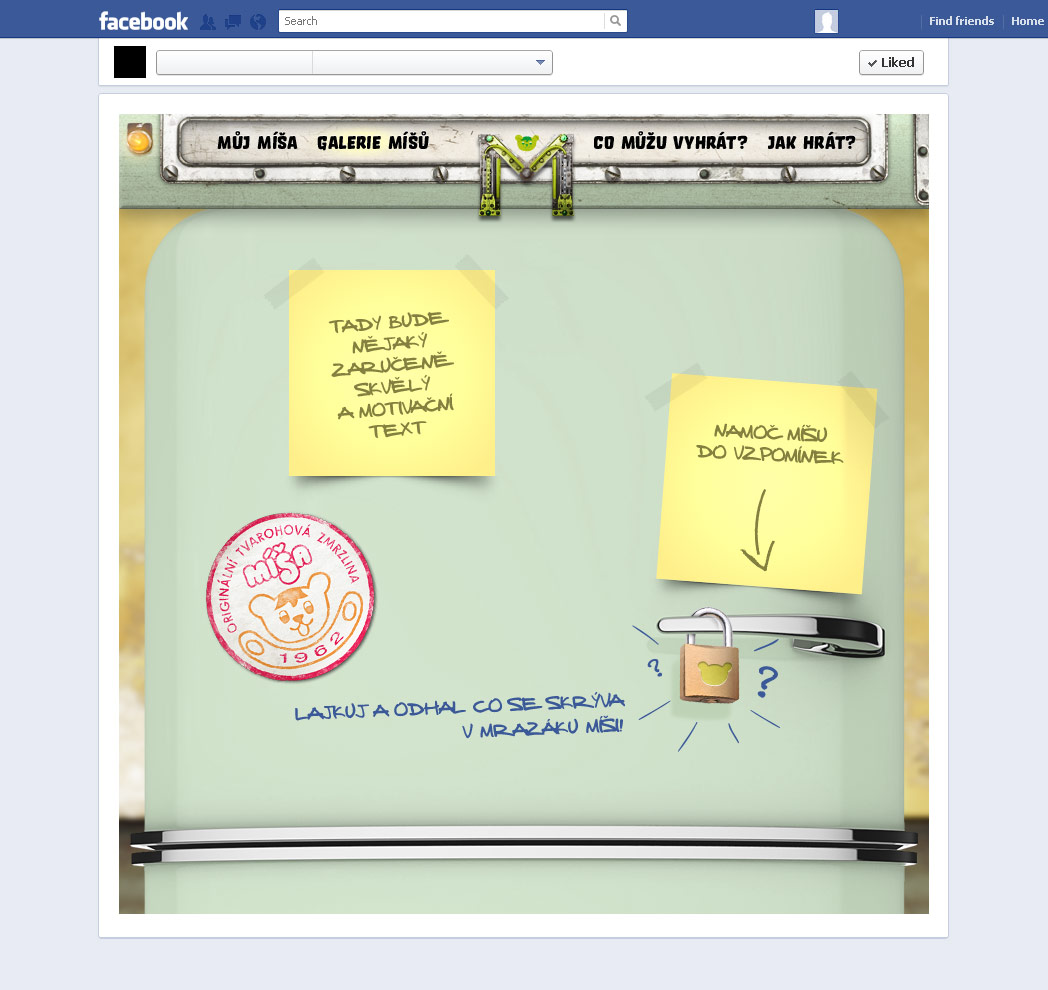 facebook
Search
Find friends
Home
Liked
MŮJ MÍŠA
GALERIE MÍŠŮ
M
CO MŮŽU VYHRÁT?
JAK HRÁT?
TADY BUDE
NĚJAKÝ
ZARUČENĚ
SKVĚLÝ
A MOTIVAČNÍ
TEXT
NAMOČ MÍŠU
DO VZPOMÍNEK
ORIGINÁLNÍ TVAROHOVÁ ZMRZLINA
MÍŠA
1962
? ?
LAJKUJ A ODHAL CO SE SKRÝVA
V MRAZÁKU MÍŠI!